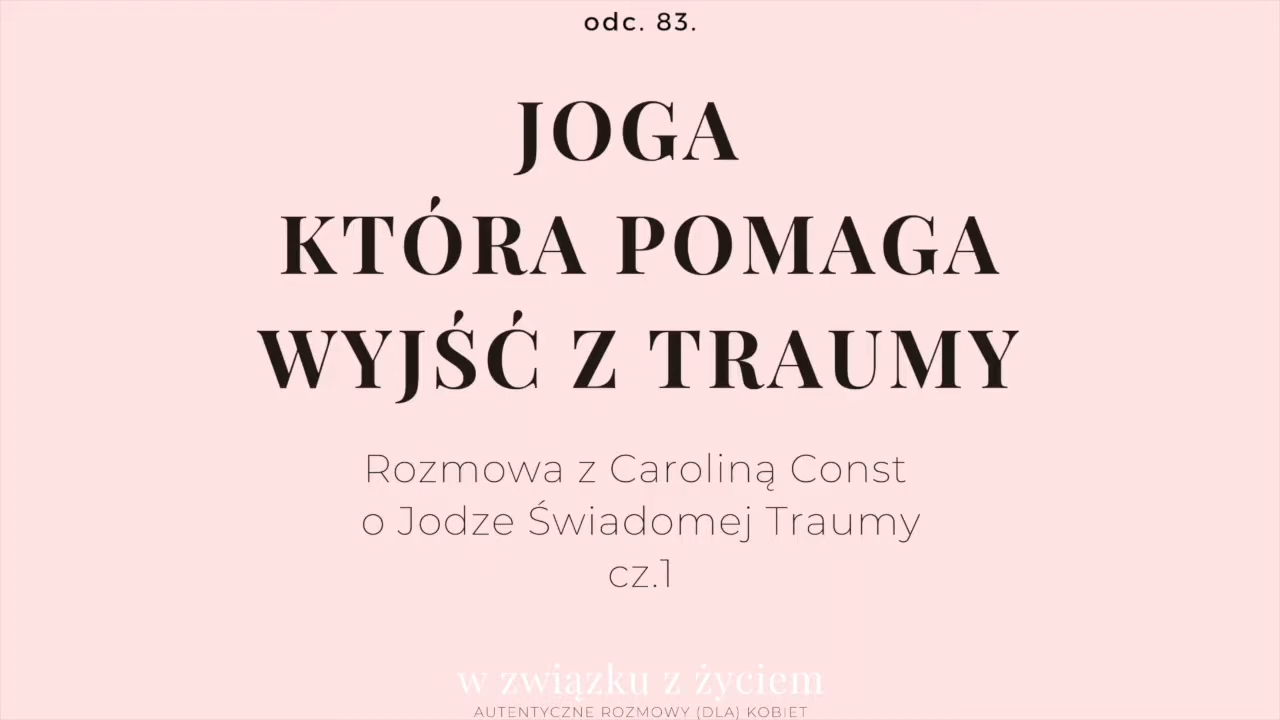 odc. 83.
JOGA
KTÓRA POMAGA
WYJŚĆ Z TRAUMY
Rozmowa z Caroliną Const
o Jodze Świadomej Traumy
cz.1
w związku z życiem
AUTENTYCZNE ROZMOWY (DLA) KOBIET